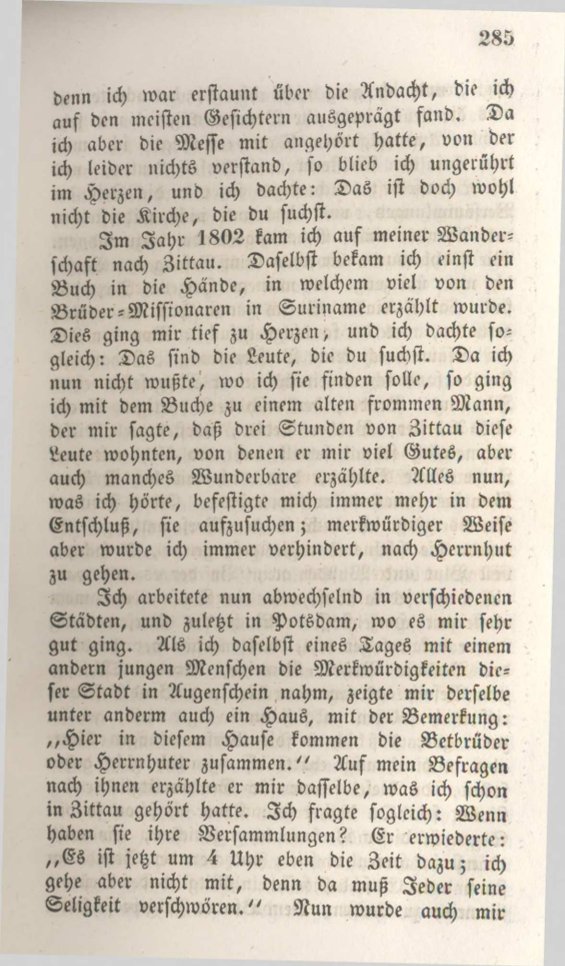 285
denn ich war erstaunt über die Andacht, die ich
auf den meisten Gesichtern ausgeprägt fand. Da
ich aber die Messe mit angehört hatte, von der
ich leider nichts verstand, so blieb ich ungerührt
im Herzen, und ich dachte: Das ist doch wohl
nicht die Kirche, die du suchst.
Im Jahr 1802 kam ich auf meiner Wander-
schaft nach Zittau. Daselbst bekam ich einst ein
Buch in die Hände, in welchem viel von den
Brüder-Missionaren in Suriname erzählt wurde.
Dies ging mir tief zu Herzen, und ich dachte so-
gleich: Das sind die Leute, die du suchst. Da ich
nun nicht wußte, wo ich sie finden solle, so ging
ich mit dem Buche zu einem alten frommen Mann,
der mir sagte, daß drei Stunden von Zittau diese
Leute wohnten, von denen er mir viel Gutes, aber
auch manches Wunderbare erzählte. Alles nun,
was ich hörte, befestigte mich immer mehr in dem
Entschluß, sie aufzusuchen; merkwürdiger Weise
aber wurde ich immer verhindert, nach Herrnhut
zu gehen.
Ich arbeitete nun abwechselnd in verschiedenen
Städten, und zuletzt in Potsdam, wo es mir sehr
gut ging. Als ich daselbst eines Tages mit einem
andern jungen Menschen die Merkwürdigkeiten die-
ser Stadt in Augenschein nahm, zeigte mir derselbe
unter anderm auch ein Haus, mit der Bemerkung:
„Hier in diesem Hause kommen die Betbrüder
oder Herrnhuter zusammen.“ Auf mein Befragen
nach ihnen erzählte er mir dasselbe, was ich schon
in Zittau gehört hatte. Ich fragte sogleich: Wenn
haben sie ihre Versammlungen? Er erwiederte:
„Es ist jetzt um 4 Uhr eben die Zeit dazu; ich
gehe aber nicht mit, denn da muß Jeder seine
Seligkeit verschwören.“ Nun wurde auch mir